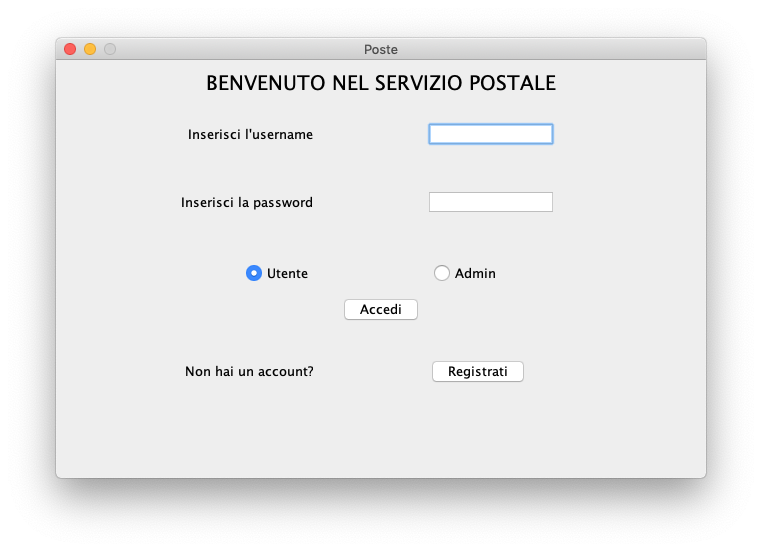 Poste
BENVENUTO NEL SERVIZIO POSTALE
Inserisci l'username
Inserisci la password
Utente
Admin
Accedi
Non hai un account?
Registrati